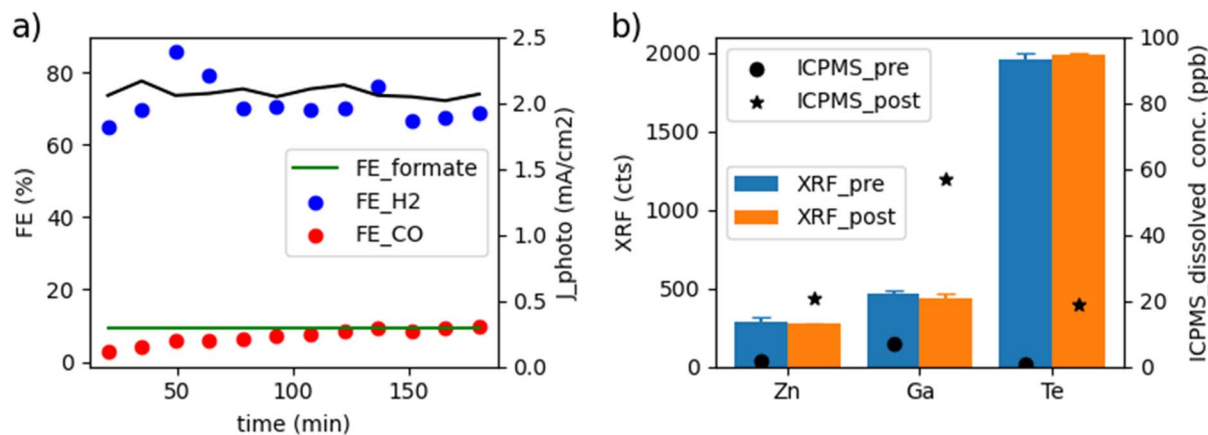 a)
FE (%)
80
60
40
20
0
50
100
150
time (min)
FE_formate
FE_H2
FE_CO
2.5
2.0
1.5
1.0
0.5
0.0
J_photo (mA/cm2)
b)
XRF (cts)
2000
1500
1000
500
0
Zn
Ga
Te
ICPMS_pre
ICPMS_post
XRF_pre
XRF_post
100
80
60
40
20
0
ICPMS_dissolved conc. (ppb)